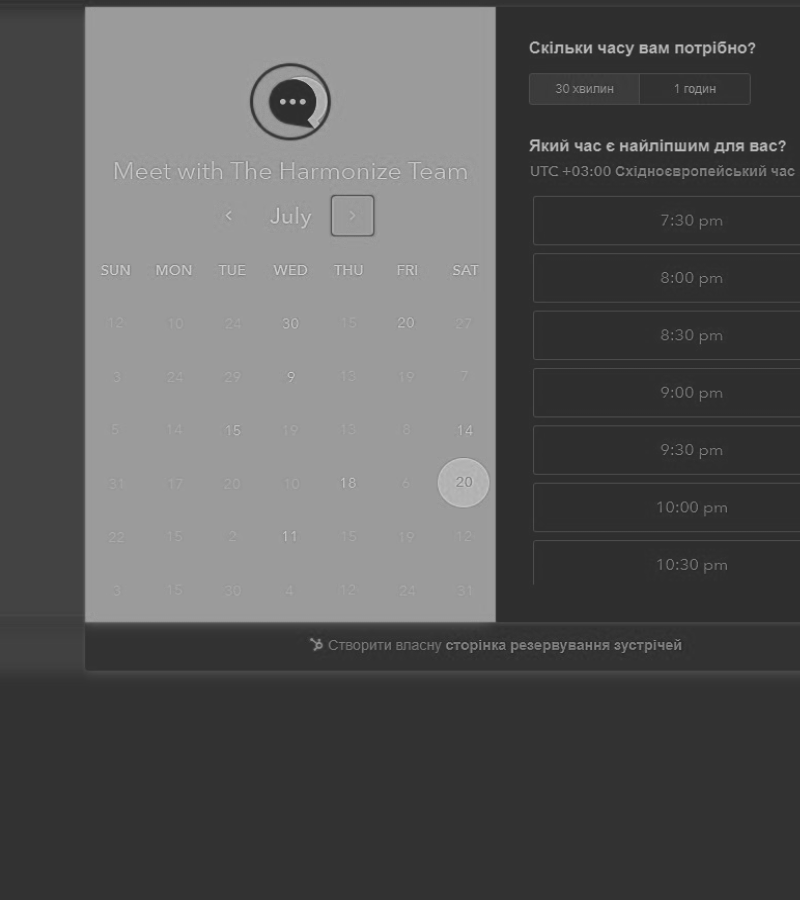 Meet with The Harmonize Team
July
SUN MON TUE WED THU FRI SAT
12 10 24 30 15 20 27
3 24 29 9 13 19 7
5 14 15 19 13 8 14
31 17 20 10 18 6 20
22 15 2 11 15 19 12
3 15 30 4 12 24 31
Скільки часу вам потрібно?
30 хвилин 1 годин
Який час є найліпшим для вас?
UTC +03:00 Східноєвропейський час
7:30 pm
8:00 pm
8:30 pm
9:00 pm
9:30 pm
10:00 pm
10:30 pm
Створити власну сторінка резервування зустрічей